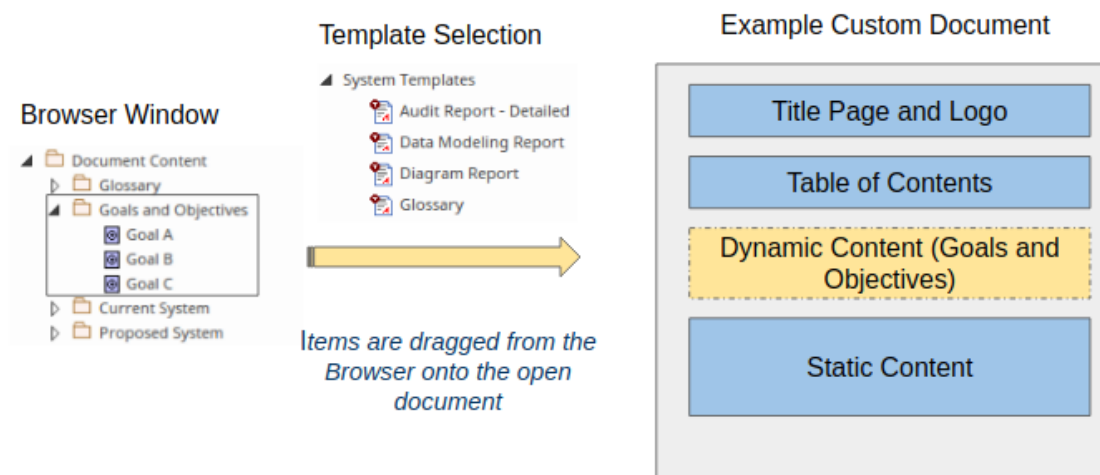 Browser Window
Document Content
Glossary
Goals and Objectives
Goal A
Goal B
Goal C
Current System
Proposed System
Template Selection
System Templates
Audit Report - Detailed
Data Modeling Report
Diagram Report
Glossary
Items are dragged from the
Browser onto the open
document
Example Custom Document
Title Page and Logo
Table of Contents
Dynamic Content (Goals and
Objectives)
Static Content